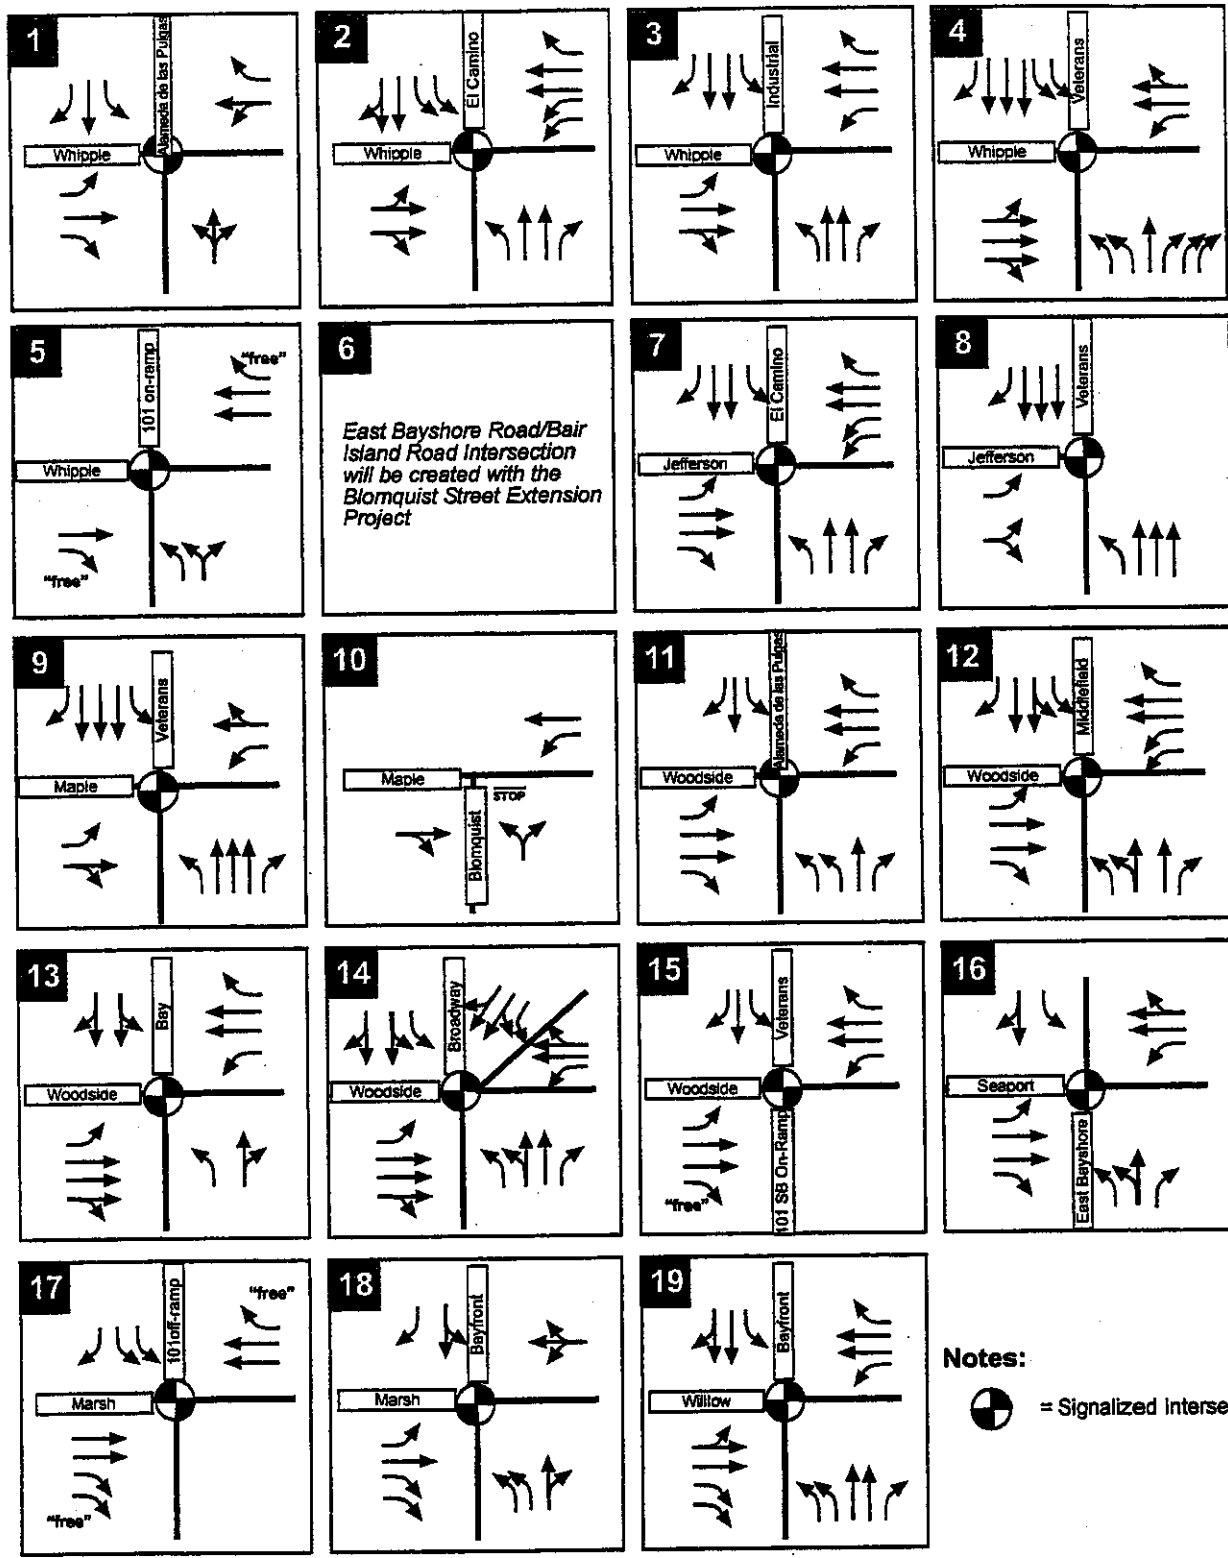 1
Alameda de las Pulgas
Whipple
2
El Camino
Whipple
3
Industrial
Whipple
4
Veterans
Whipple
5
101 on-ramp
"free"
Whipple
"free"
6
East Bayshore Road/Bair
Island Road Intersection
will be created with the
Blomquist Street Extension
Project
7
El Camino
Jefferson
8
Veterans
Jefferson
9
Veterans
Maple
10
Maple
STOP
Blomquist
11
Alameda de las Pulgas
Woodside
12
Middlefield
Woodside
13
Bay
Woodside
14
Broadway
Woodside
15
Veterans
Woodside
"free"
101 SB On-Ramp
16
Seaport
East Bayshore
17
101off-ramp
"free"
Marsh
"free"
18
Bayfront
Marsh
19
Bayfront
Willow
Notes:
= Signalized interse